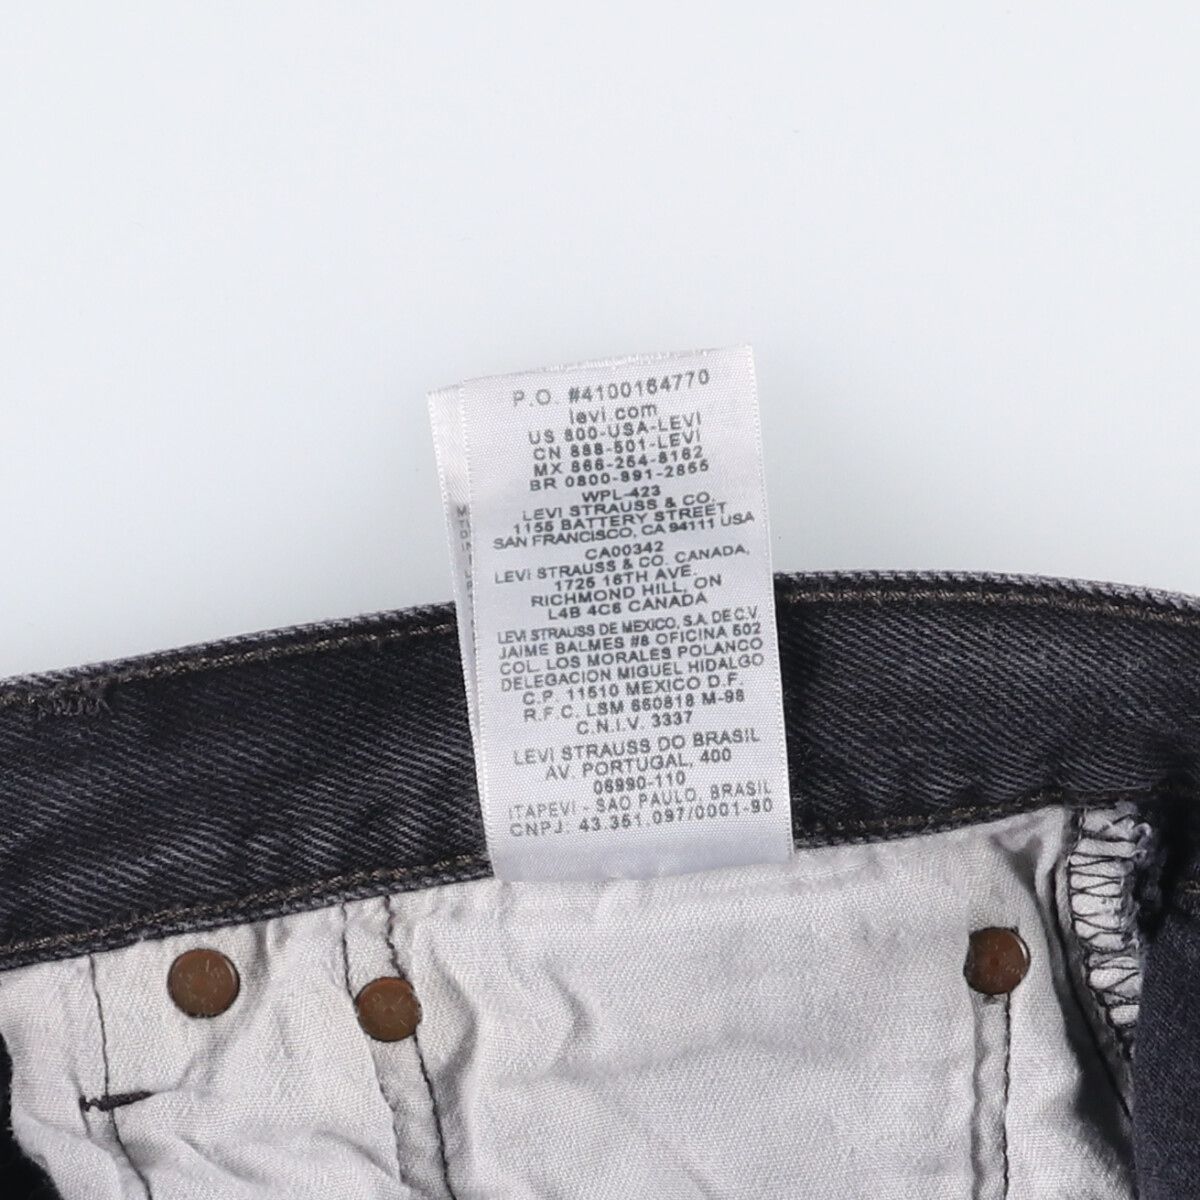 P.O. #4100164770
levi.com
US 800-USA-LEVI
CN 888-501-LEVI
MX 866-254-8162
BR 0800-891-2855
WPL-423
LEVI STRAUSS & CO.
1155 BATTERY STREET
SAN FRANCISCO, CA 94111 USA
CA00342
LEVI STRAUSS & CO. CANADA,
1725 16TH AVE.
RICHMOND HILL, ON
L4B 4C6 CANADA
LEVI STRAUSS DE MEXICO, S.A. DE C.V.
JAIME BALMES #8 OFICINA 502
COL. LOS MORALES POLANCO
DELEGACION MIGUEL HIDALGO
C.P. 11510 MEXICO D.F.
R.F.C. LSM 650818 M-98
C.N.I.V. 3337
LEVI STRAUSS DO BRASIL
AV. PORTUGAL, 400
06690-110
ITAPEVI - SAO PAULO, BRASIL
CNPJ: 43.351.097/0001-90